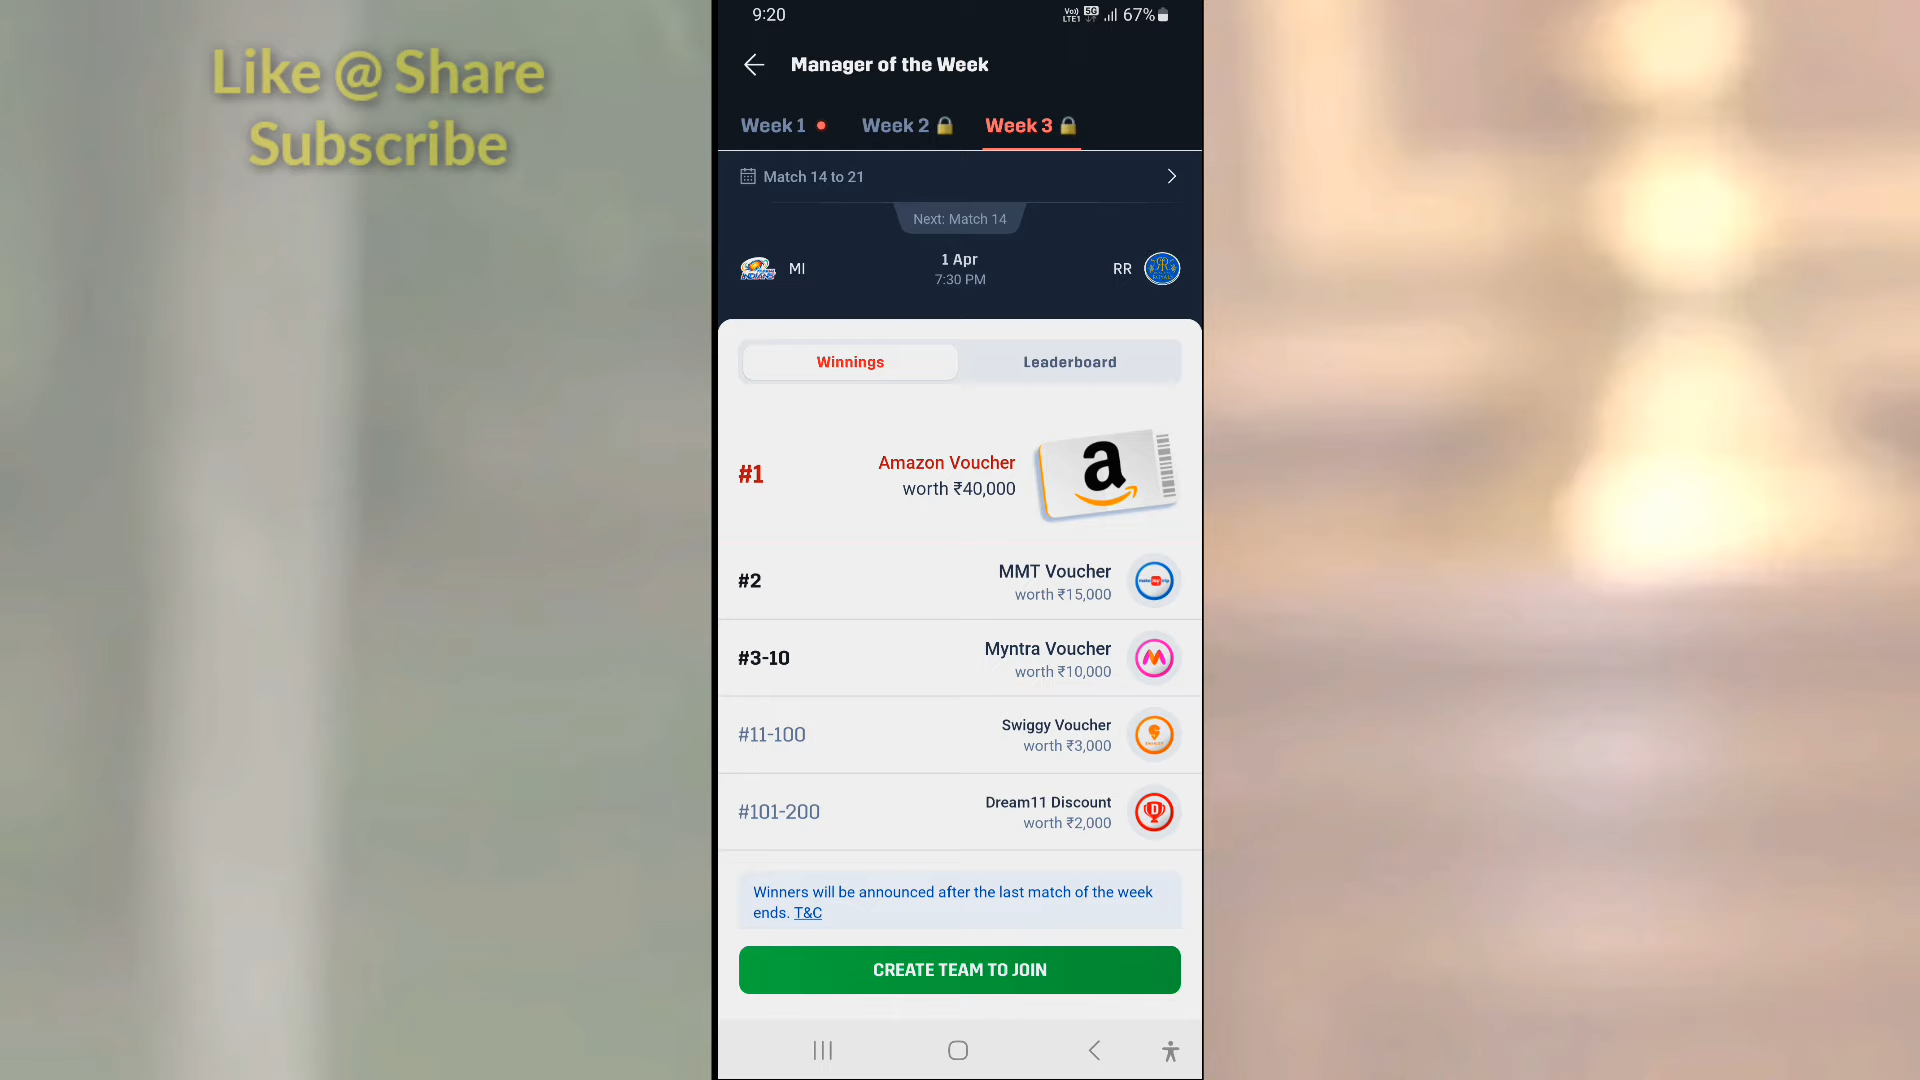 Like @ Share
Subscribe
9:20
Vo))
LTE1
5G
67%
Manager of the Week
Week 1
Week 2
Week 3
Match 14 to 21
Next: Match 14
MI
1 Apr
RR
7:30 PM
Winnings
Leaderboard
#1
Amazon Voucher
worth ₹40,000
a
#2
MMT Voucher
worth ₹15,000
#3-10
Myntra Voucher
worth ₹10,000
#11-100
Swiggy Voucher
worth ₹3,000
#101-200
Dream11 Discount
worth ₹2,000
Winners will be announced after the last match of the week
ends. T&C
CREATE TEAM TO JOIN